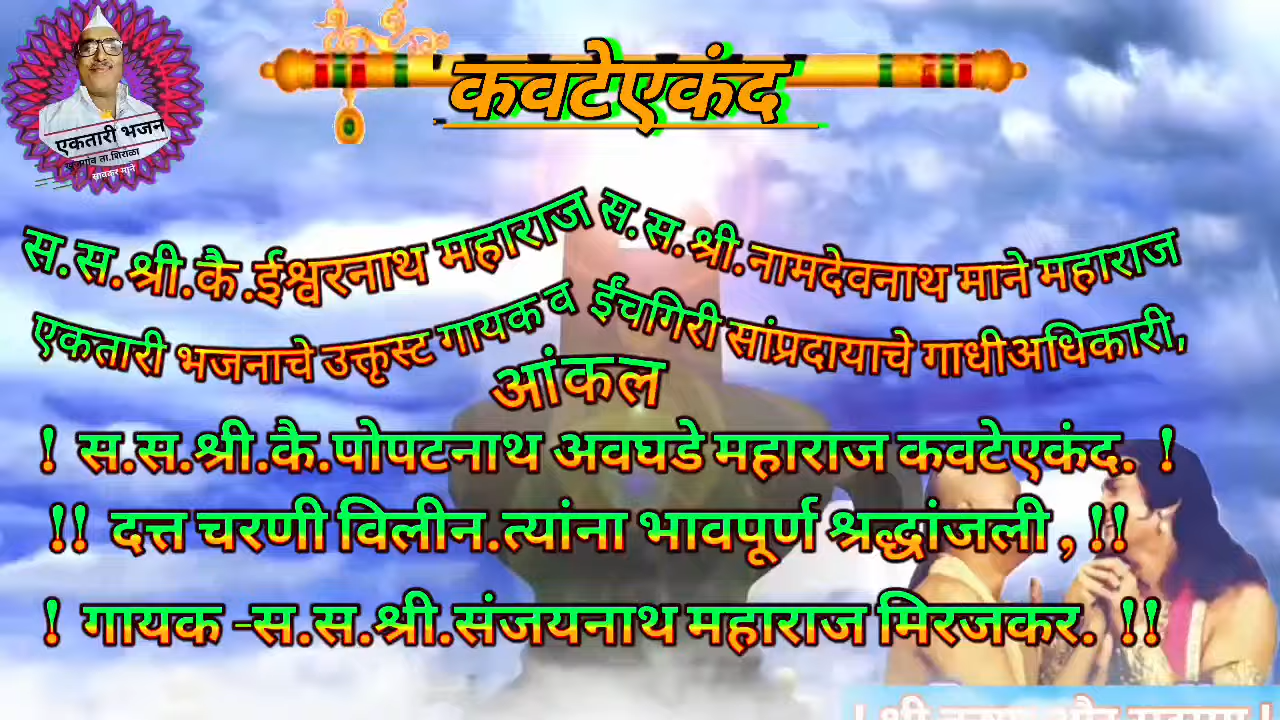 कवटेएकंद
एकतारी भजन
ता.शिराळा
सावकर माने
स.स.श्री.कै.ईश्वरनाथ महाराज स.स.श्री.नामदेवनाथ माने महाराज
एकतारी भजनाचे उत्कृस्ट गायक व ईंचगिरी सांप्रदायाचे गाधीअधिकारी,
आंकल
! स.स.श्री.कै.पोपटनाथ अवघडे महाराज कवटेएकंद. !
!! दत्त चरणी विलीन.त्यांना भावपूर्ण श्रद्धांजली , !!
! गायक -स.स.श्री.संजयनाथ महाराज मिरजकर. !!